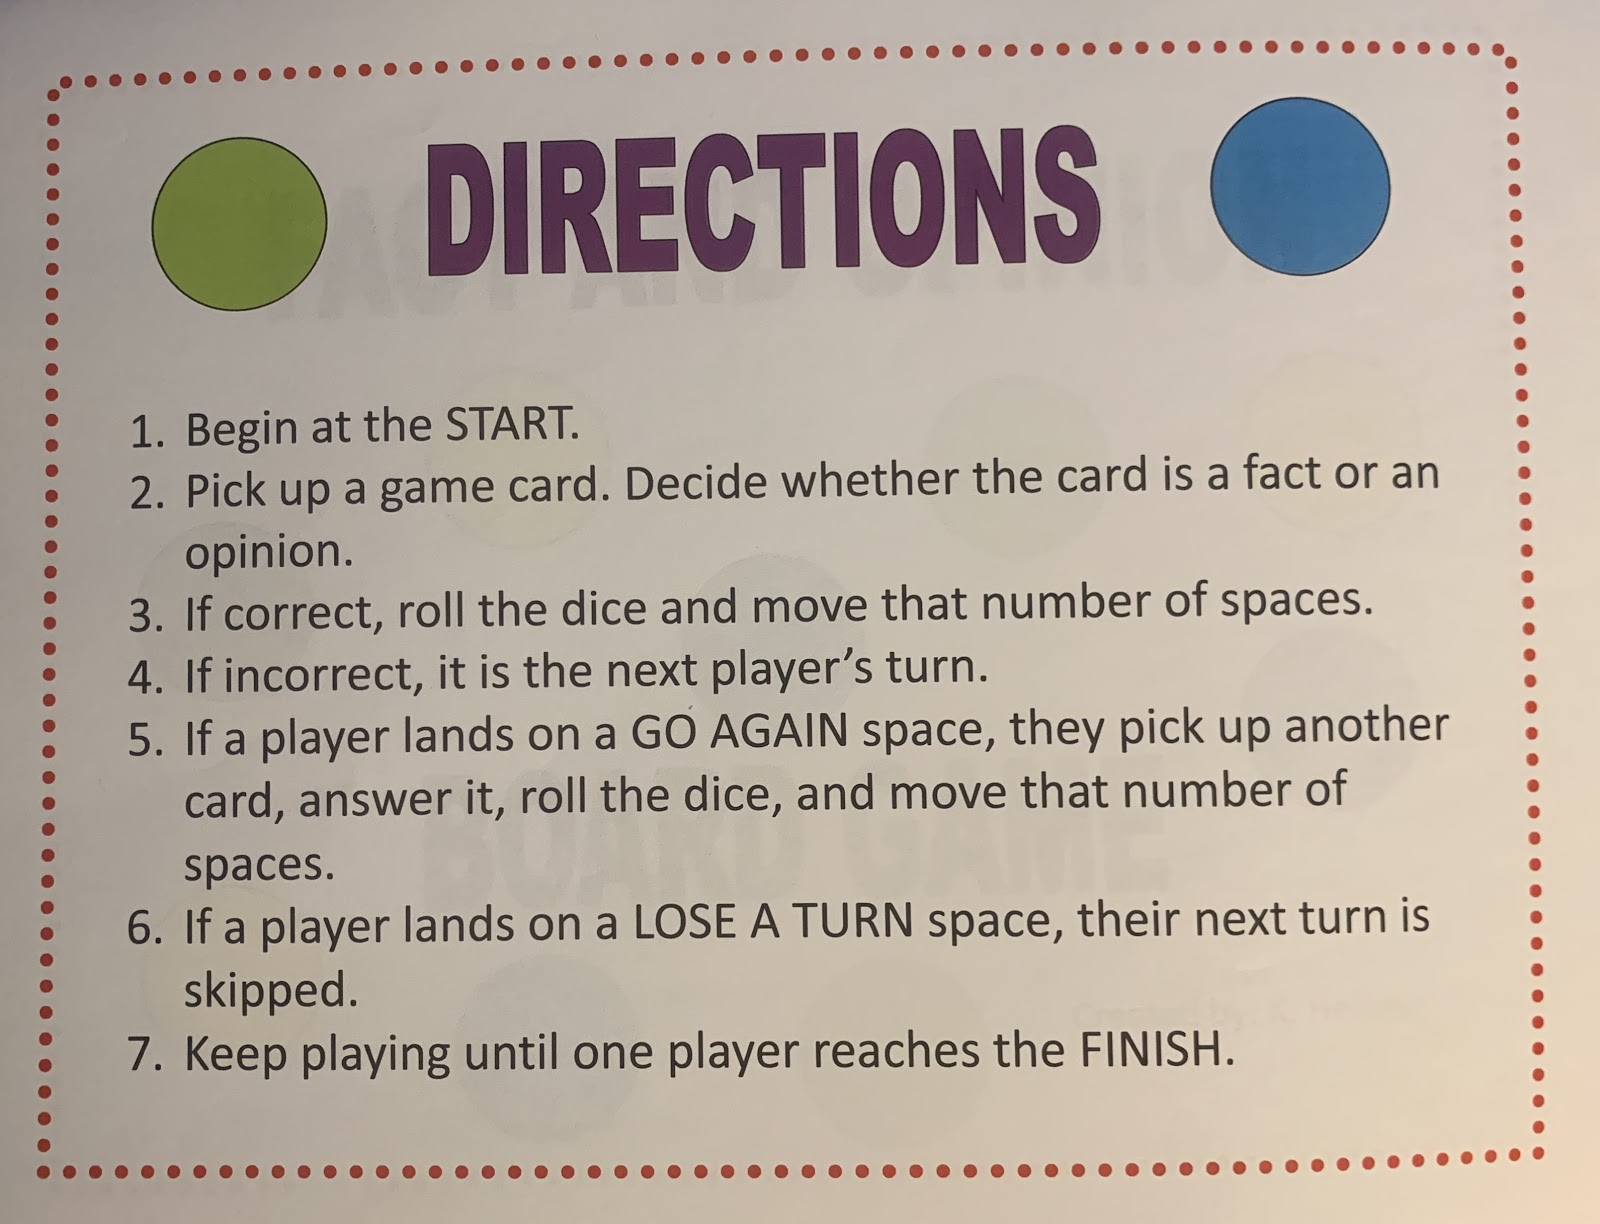 DIRECTIONS
1. Begin at the START.
2. Pick up a game card. Decide whether the card is a fact or an
opinion.
3. If correct, roll the dice and move that number of spaces.
4. If incorrect, it is the next player's turn.
5. If a player lands on a GO AGAIN space, they pick up another
card, answer it, roll the dice, and move that number of
spaces.
6. If a player lands on a LOSE A TURN space, their next turn is
skipped.
7. Keep playing until one player reaches the FINISH.